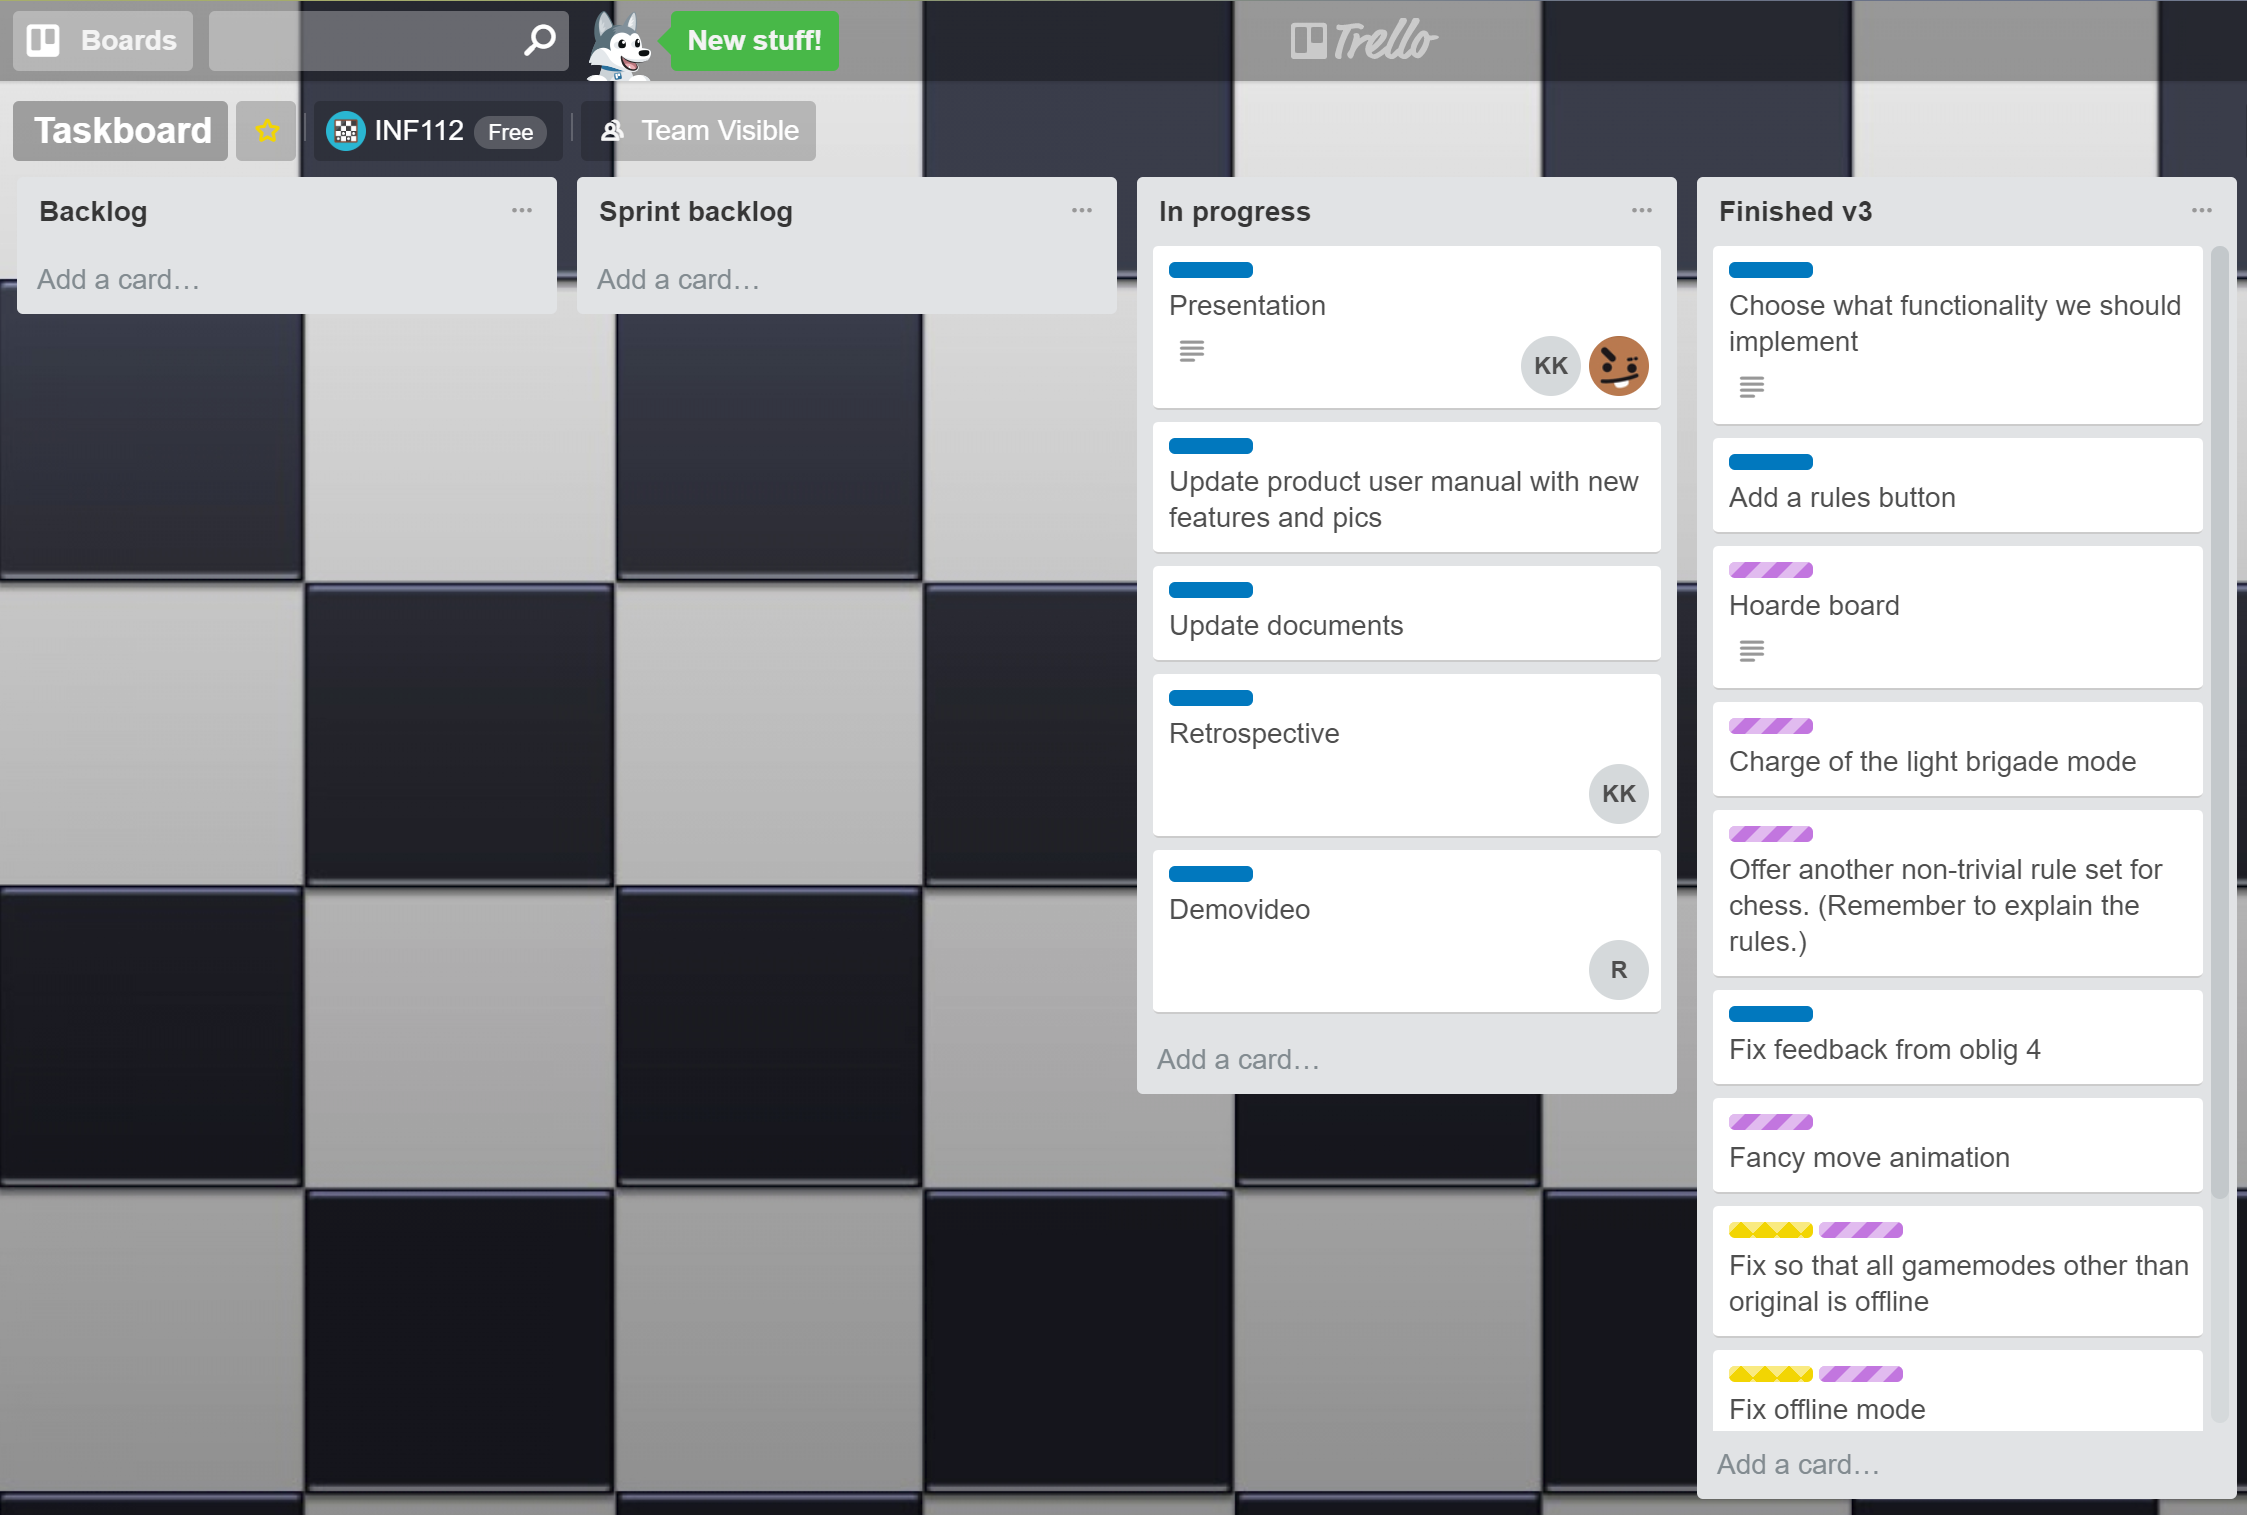 Boards
New stuff!
Trello
Taskboard
INF112 Free
Team Visible
Backlog
Add a card…
Sprint backlog
Add a card…
In progress
Presentation
KK
Update product user manual with new
features and pics
Update documents
Retrospective
KK
Demovideo
R
Add a card…
Finished v3
Choose what functionality we should
implement
Add a rules button
Hoarde board
Charge of the light brigade mode
Offer another non-trivial rule set for
chess. (Remember to explain the
rules.)
Fix feedback from oblig 4
Fancy move animation
Fix so that all gamemodes other than
original is offline
Fix offline mode
Add a card…